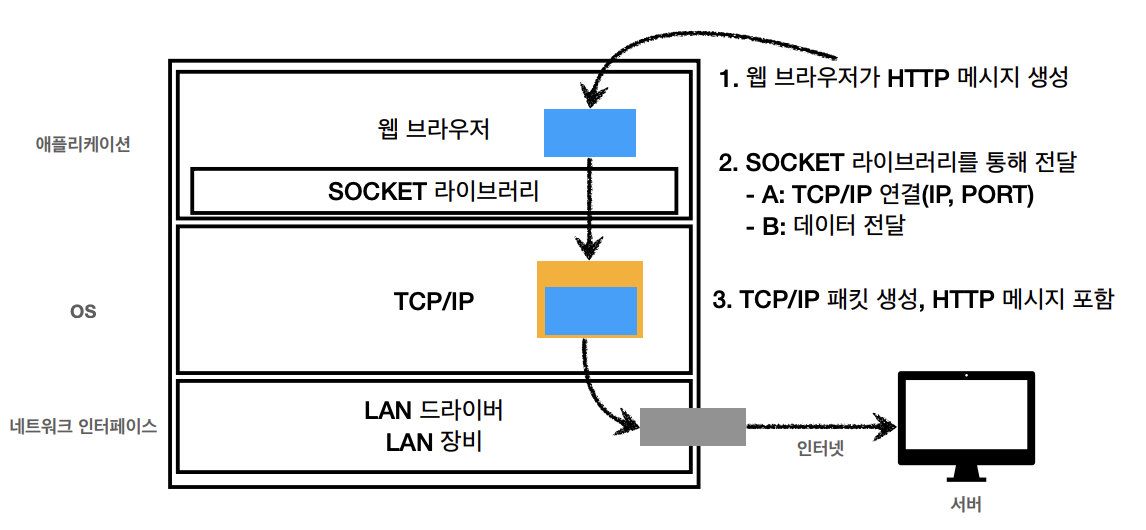 1. 웹 브라우저가 HTTP 메시지 생성
애플리케이션
웹 브라우저
SOCKET 라이브러리
2. SOCKET 라이브러리를 통해 전달
- A: TCP/IP 연결(IP, PORT)
- B: 데이터 전달
OS
TCP/IP
3. TCP/IP 패킷 생성, HTTP 메시지 포함
네트워크 인터페이스
LAN 드라이버
LAN 장비
인터넷
서버